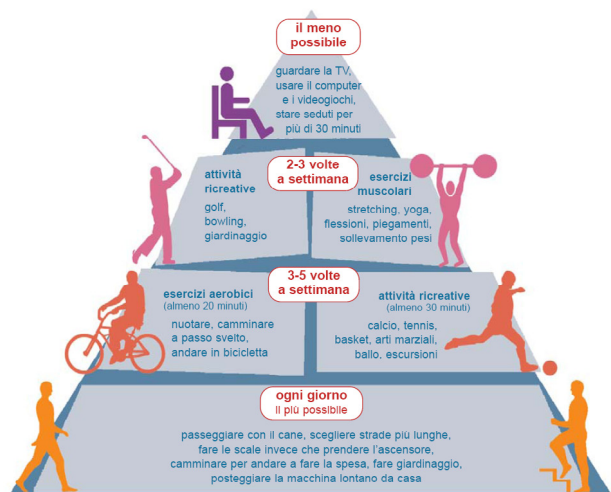 il meno
possibile
guardare la TV,
usare il computer
e i videogiochi,
stare seduti per
più di 30 minuti
2-3 volte
a settimana
attività
ricreative
golf,
bowling,
giardinaggio
esercizi
muscolari
stretching, yoga,
flessioni, piegamenti,
sollevamento pesi
3-5 volte
a settimana
esercizi aerobici
(almeno 20 minuti)
nuotare, camminare
a passo svelto,
andare in bicicletta
attività ricreative
(almeno 30 minuti)
calcio, tennis,
basket, arti marziali,
ballo, escursioni
ogni giorno
il più possibile
passeggiare con il cane, scegliere strade più lunghe,
fare le scale invece che prendere l'ascensore,
camminare per andare a fare la spesa, fare giardinaggio,
posteggiare la macchina lontano da casa